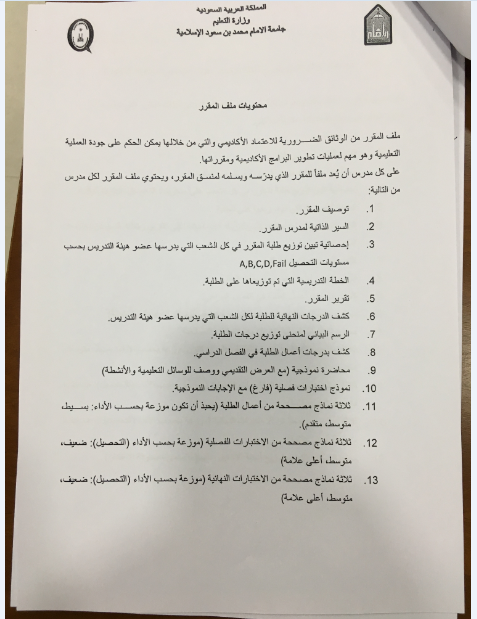 المملكة العربية السعودية
وزارة التعليم
جامعة الامام محمد بن سعود الإسلامية
محتويات ملف المقرر
ملف المقرر من الوثائق الضرورية للاعتماد الأكاديمي والتي من خلالها يمكن الحكم على جودة العملية
التعليمية وهو مهم لعمليات تطوير البرامج الأكاديمية ومقرراتها.
على كل مدرس أن يُعد ملفاً للمقرر الذي يدرّسه ويسلمه لمنسق المقرر، ويحتوي ملف المقرر لكل مدرس
من التالية:
1. توصيف المقرر.
2. السير الذاتية لمدرس المقرر.
3. إحصائية تبين توزيع طلبة المقرر في كل الشعب التي يدرسها عضو هيئة التدريس بحسب
مستويات التحصيل A,B,C,D,Fail
4. الخطة التدريسية التي تم توزيعاها على الطلبة.
5. تقرير المقرر.
6. كشف الدرجات النهائية للطلبة لكل الشعب التي يدرسها عضو هيئة التدريس.
7. الرسم البياني لمنحنى توزيع درجات الطلبة.
8. كشف بدرجات أعمال الطلبة في الفصل الدراسي.
9. محاضرة نموذجية (مع العرض التقديمي ووصف للوسائل التعليمية والأنشطة)
10. نموذج اختبارات فصلية (فارغ) مع الإجابات النموذجية.
11. ثلاثة نماذج مصححة من أعمال الطلبة (يحبذ أن تكون موزعة بحسب الأداء: بسيط،
متوسط، متقدم).
12. ثلاثة نماذج مصححة من الاختبارات الفصلية (موزعة بحسب الأداء (التحصيل): ضعيف،
متوسط، أعلى علامة)
13. ثلاثة نماذج مصححة من الاختبارات النهائية (موزعة بحسب الأداء (التحصيل): ضعيف،
متوسط، أعلى علامة)